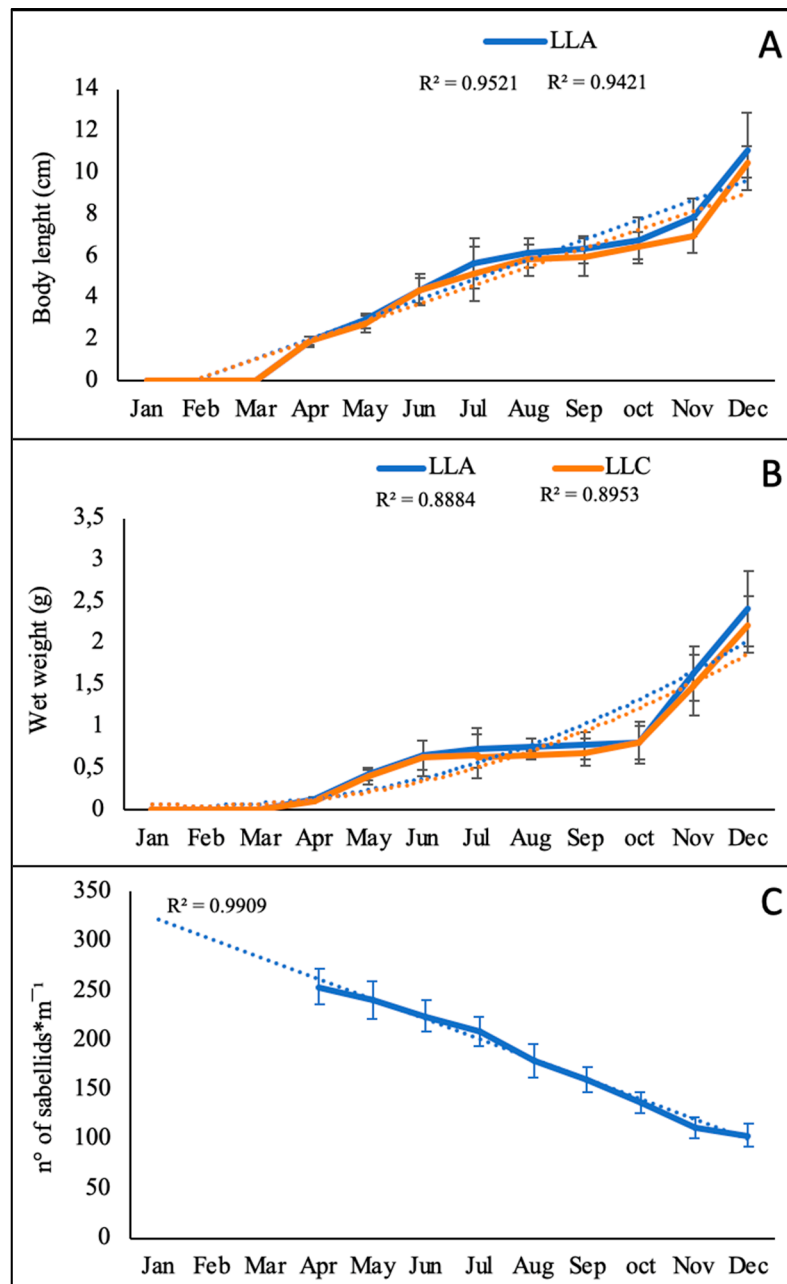 A
LLA
R² = 0.9521 R² = 0.9421
14
12
10
8
6
4
2
0
Body lenght (cm)
Jan Feb Mar Apr May Jun Jul Aug Sep oct Nov Dec
B
LLA LLC
R² = 0.8884 R² = 0.8953
3,5
3
2,5
2
1,5
1
0,5
0
Wet weight (g)
Jan Feb Mar Apr May Jun Jul Aug Sep oct Nov Dec
C
R² = 0.9909
350
300
250
200
150
100
50
0
n° of sabellids*m⁻¹
Jan Feb Mar Apr May Jun Jul Aug Sep oct Nov Dec